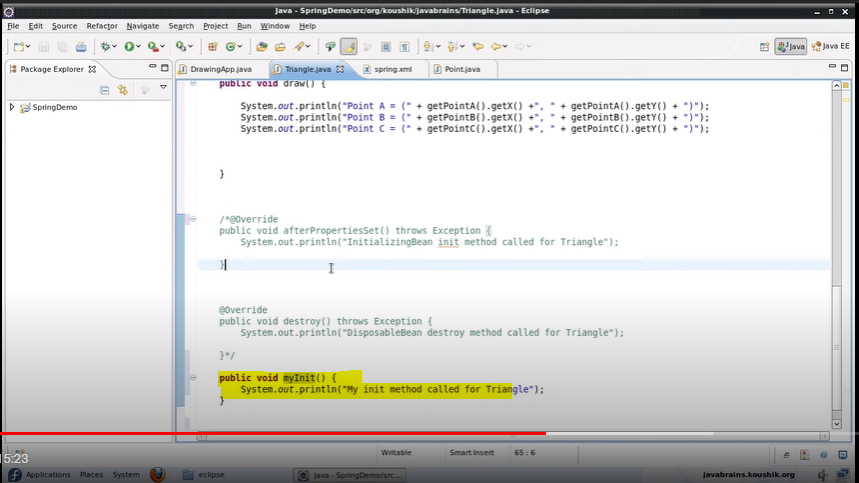 Java - SpringDemo/src/org/koushik/javabrains/Triangle.java - Eclipse
File Edit Source Refactor Navigate Search Project Run Window Help
Java Java EE
Package Explorer DrawingApp.java Triangle.java spring.xml Point.java
SpringDemo
public void draw() {
System.out.println("Point A = (" + getPointA().getX() +", " + getPointA().getY() + ")");
System.out.println("Point B = (" + getPointB().getX() +", " + getPointB().getY() + ")");
System.out.println("Point C = (" + getPointC().getX() +", " + getPointC().getY() + ")");
}
/*@Override
public void afterPropertiesSet() throws Exception {
System.out.println("InitializingBean init method called for Triangle");
}
@Override
public void destroy() throws Exception {
System.out.println("DisposableBean destroy method called for Triangle");
}*/
public void myInit() {
System.out.println("My init method called for Triangle");
}
Writable Smart Insert 65 : 6
5:23
Applications Places System eclipse Java - SpringDemo/src... javabrains.koushik.org